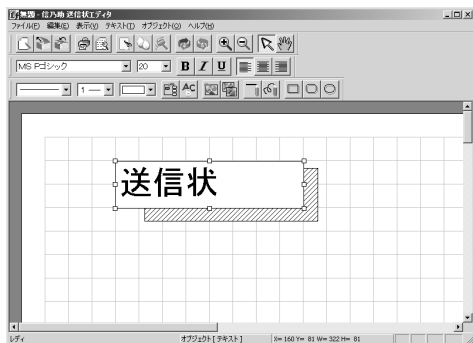 無題 - 信乃助 送信状エディタ
ファイル(F) 編集(E) 表示(V) テキスト(T) オブジェクト(O) ヘルプ(H)
MS Pゴシック 20 B I U
1
送信状
レディ オブジェクト [ テキスト ] X= 160 Y= 81 W= 322 H= 81